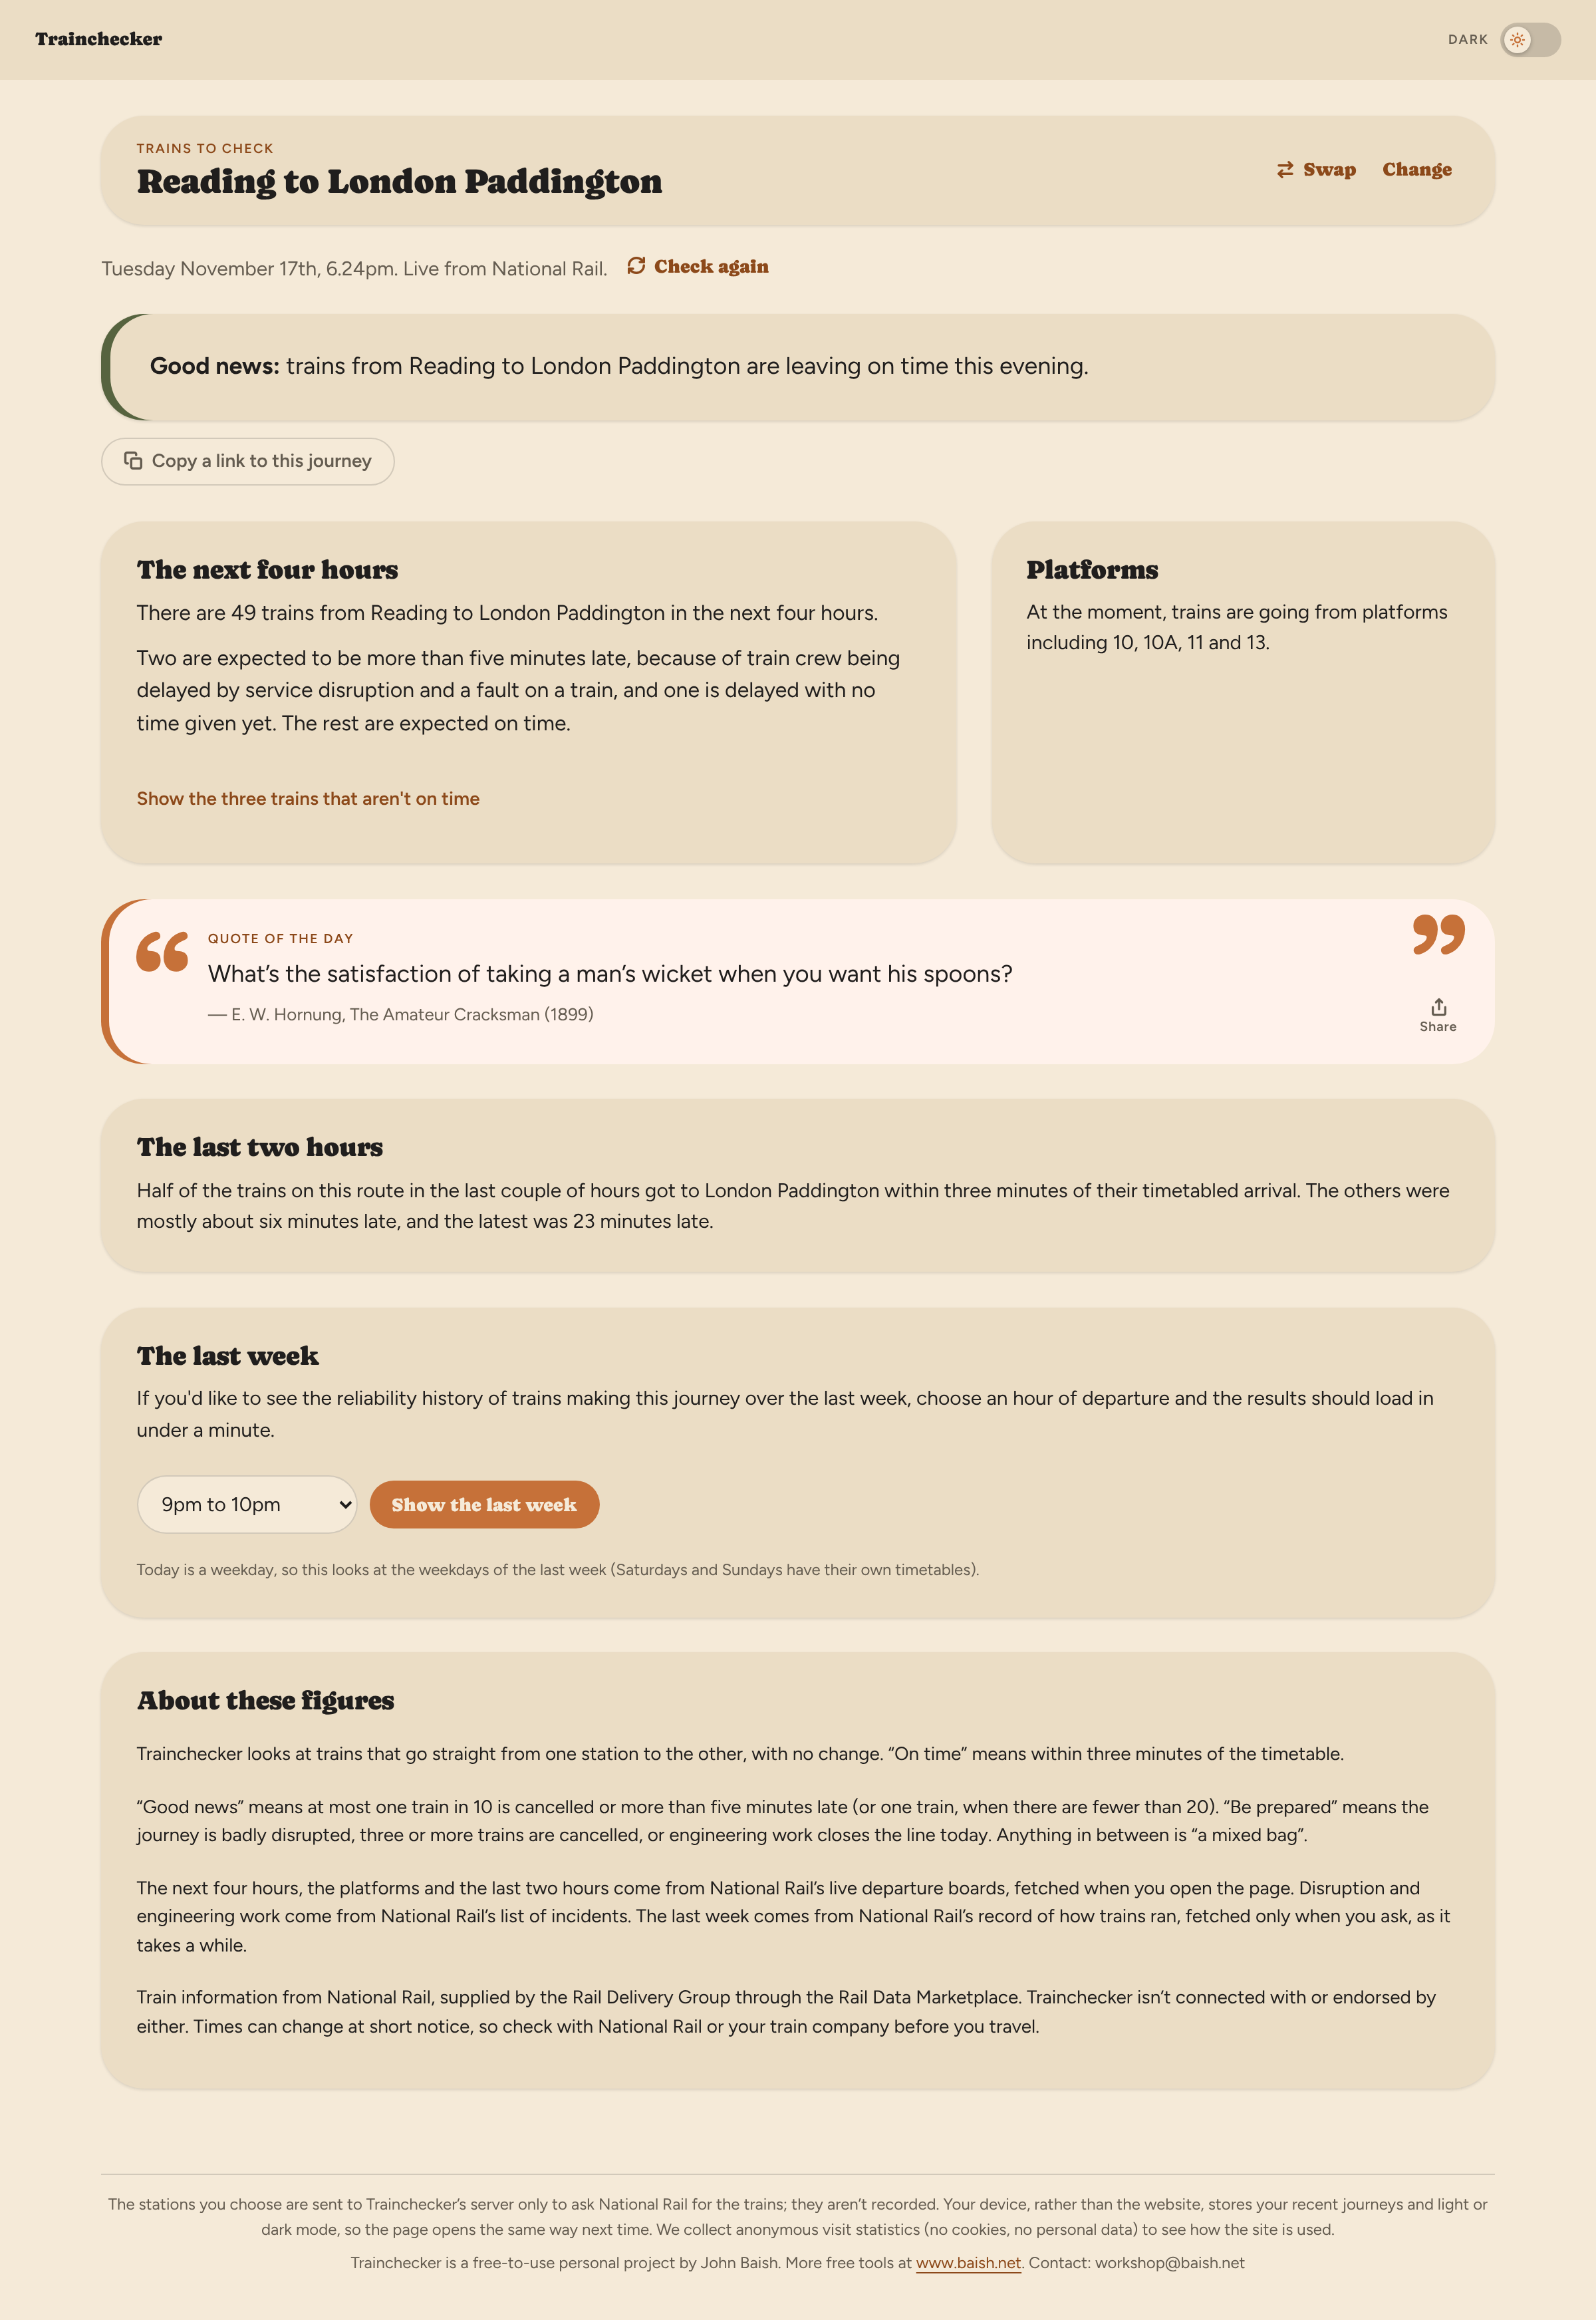 Trainchecker
DARK
TRAINS TO CHECK
Reading to London Paddington
Swap
Change
Tuesday November 17th, 6.24pm. Live from National Rail.
Check again
Good news: trains from Reading to London Paddington are leaving on time this evening.
Copy a link to this journey
The next four hours
There are 49 trains from Reading to London Paddington in the next four hours.
Two are expected to be more than five minutes late, because of train crew being
delayed by service disruption and a fault on a train, and one is delayed with no
time given yet. The rest are expected on time.
Show the three trains that aren't on time
Platforms
At the moment, trains are going from platforms
including 10, 10A, 11 and 13.
“
QUOTE OF THE DAY
What’s the satisfaction of taking a man’s wicket when you want his spoons?
— E. W. Hornung, The Amateur Cracksman (1899)
”
Share
The last two hours
Half of the trains on this route in the last couple of hours got to London Paddington within three minutes of their timetabled arrival. The others were
mostly about six minutes late, and the latest was 23 minutes late.
The last week
If you'd like to see the reliability history of trains making this journey over the last week, choose an hour of departure and the results should load in
under a minute.
9pm to 10pm
Show the last week
Today is a weekday, so this looks at the weekdays of the last week (Saturdays and Sundays have their own timetables).
About these figures
Trainchecker looks at trains that go straight from one station to the other, with no change. “On time” means within three minutes of the timetable.
“Good news” means at most one train in 10 is cancelled or more than five minutes late (or one train, when there are fewer than 20). “Be prepared” means the
journey is badly disrupted, three or more trains are cancelled, or engineering work closes the line today. Anything in between is “a mixed bag”.
The next four hours, the platforms and the last two hours come from National Rail’s live departure boards, fetched when you open the page. Disruption and
engineering work come from National Rail’s list of incidents. The last week comes from National Rail’s record of how trains ran, fetched only when you ask, as it
takes a while.
Train information from National Rail, supplied by the Rail Delivery Group through the Rail Data Marketplace. Trainchecker isn’t connected with or endorsed by
either. Times can change at short notice, so check with National Rail or your train company before you travel.
The stations you choose are sent to Trainchecker’s server only to ask National Rail for the trains; they aren’t recorded. Your device, rather than the website, stores your recent journeys and light or
dark mode, so the page opens the same way next time. We collect anonymous visit statistics (no cookies, no personal data) to see how the site is used.
Trainchecker is a free-to-use personal project by John Baish. More free tools at www.baish.net. Contact: workshop@baish.net